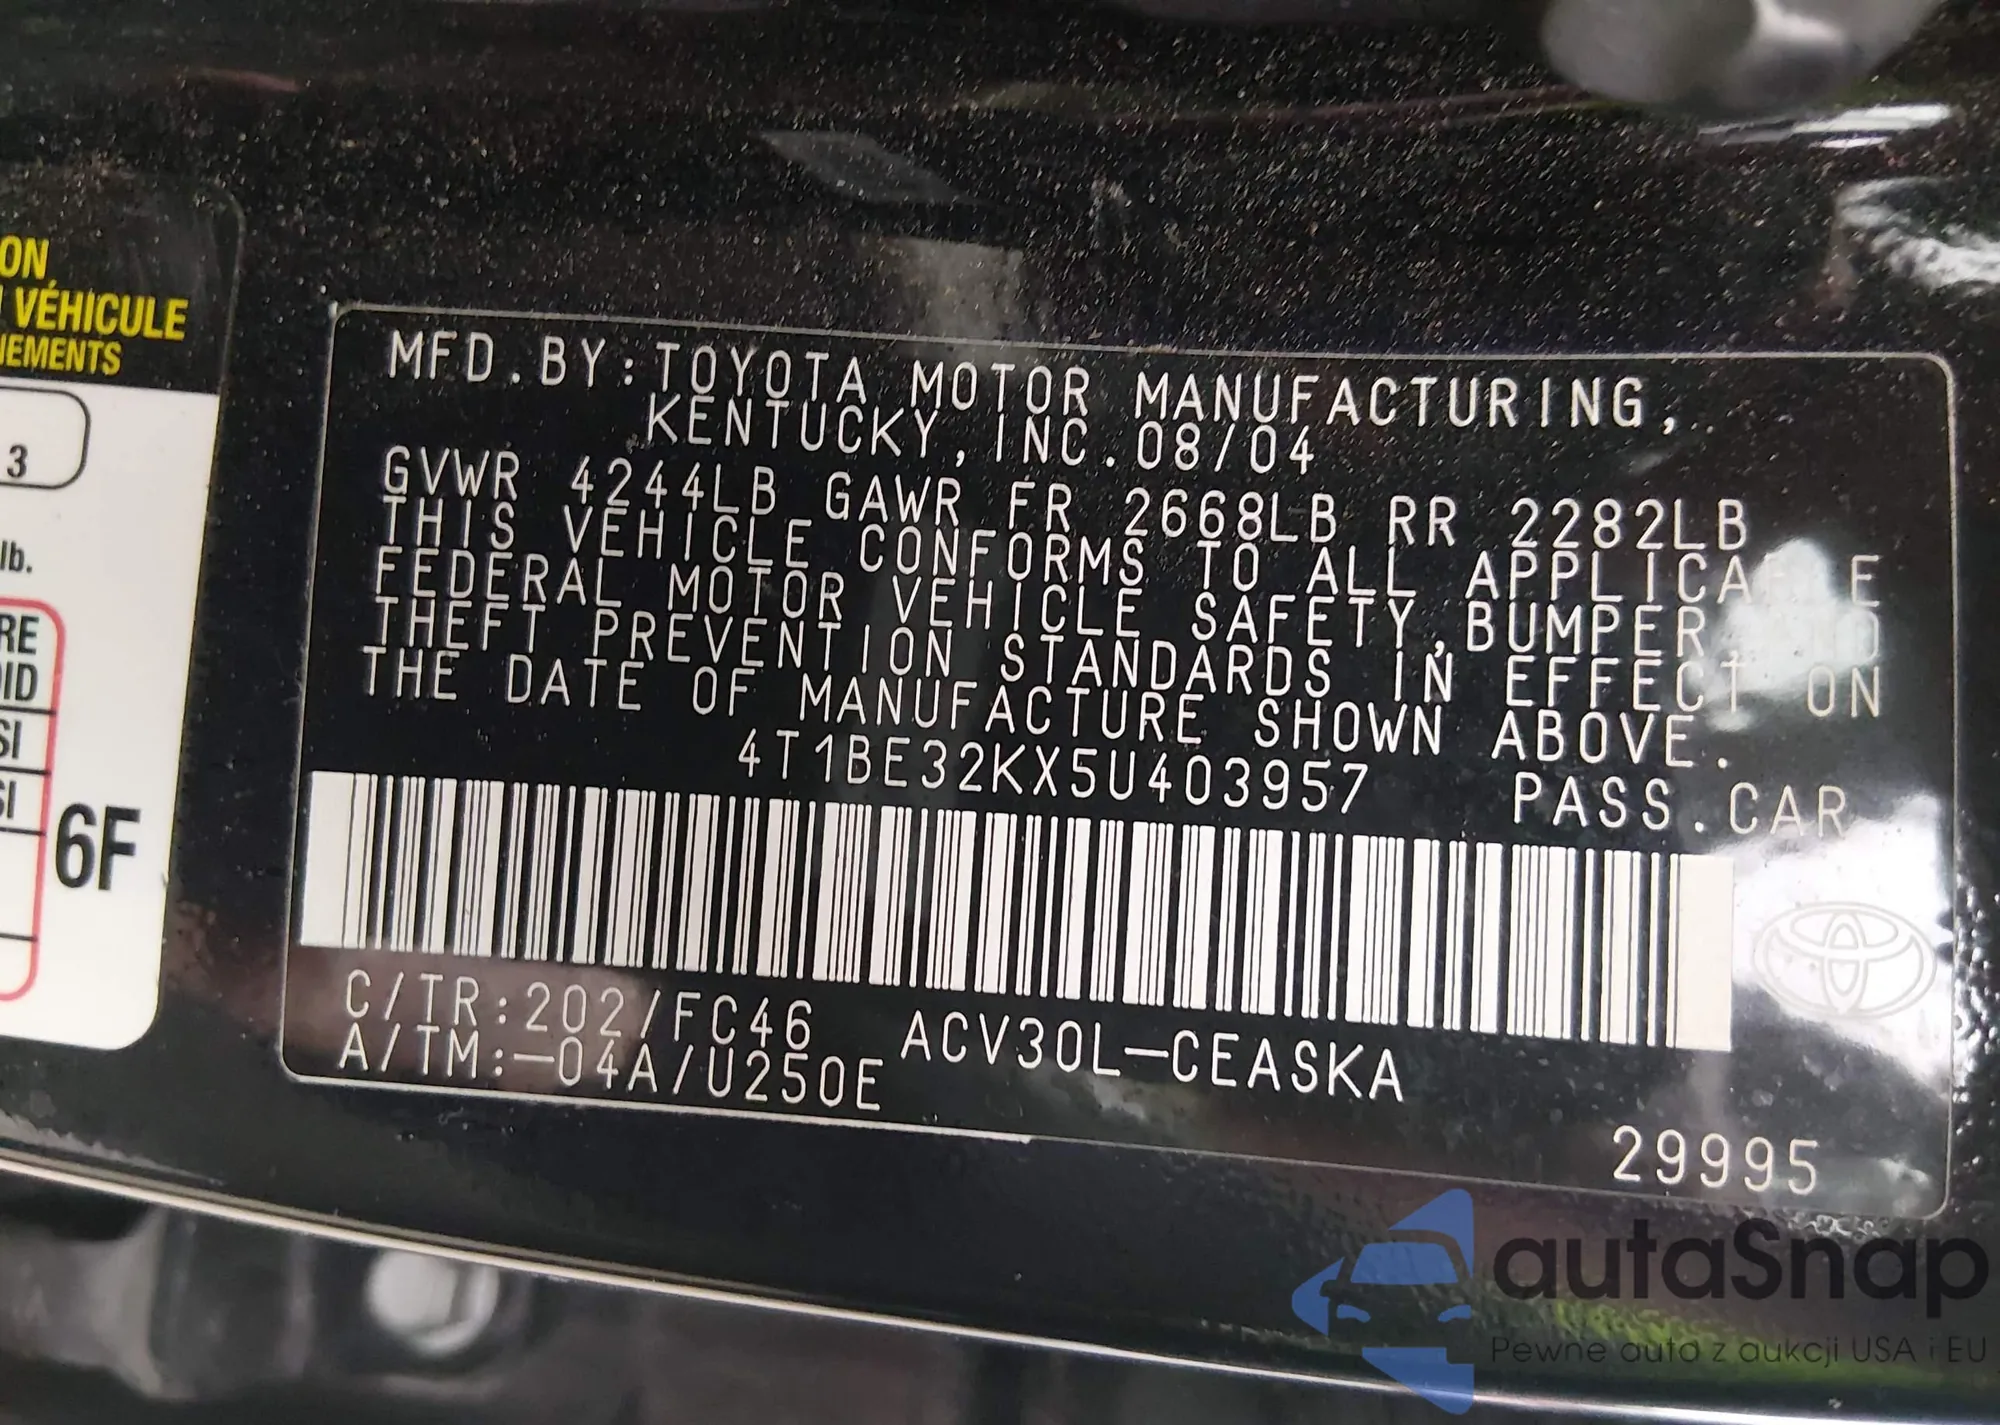 ON
VÉHICULE
NEMENTS
3
lb.
RE
OID
SI
SI
6F
MFD.BY:TOYOTA MOTOR MANUFACTURING,
KENTUCKY,INC.08/04
GVWR 4244LB GAWR FR 2668LB RR 2282LB
THIS VEHICLE CONFORMS TO ALL APPLICABLE
FEDERAL MOTOR VEHICLE SAFETY,BUMPER,AND
THEFT PREVENTION STANDARDS IN EFFECT ON
THE DATE OF MANUFACTURE SHOWN ABOVE.
4T1BE32KX5U403957 PASS.CAR
C/TR:202/FC46 ACV30L-CEASKA
A/TM:-04A/U250E
29995
autaSnap
Pewne auta z aukcji USA i EU